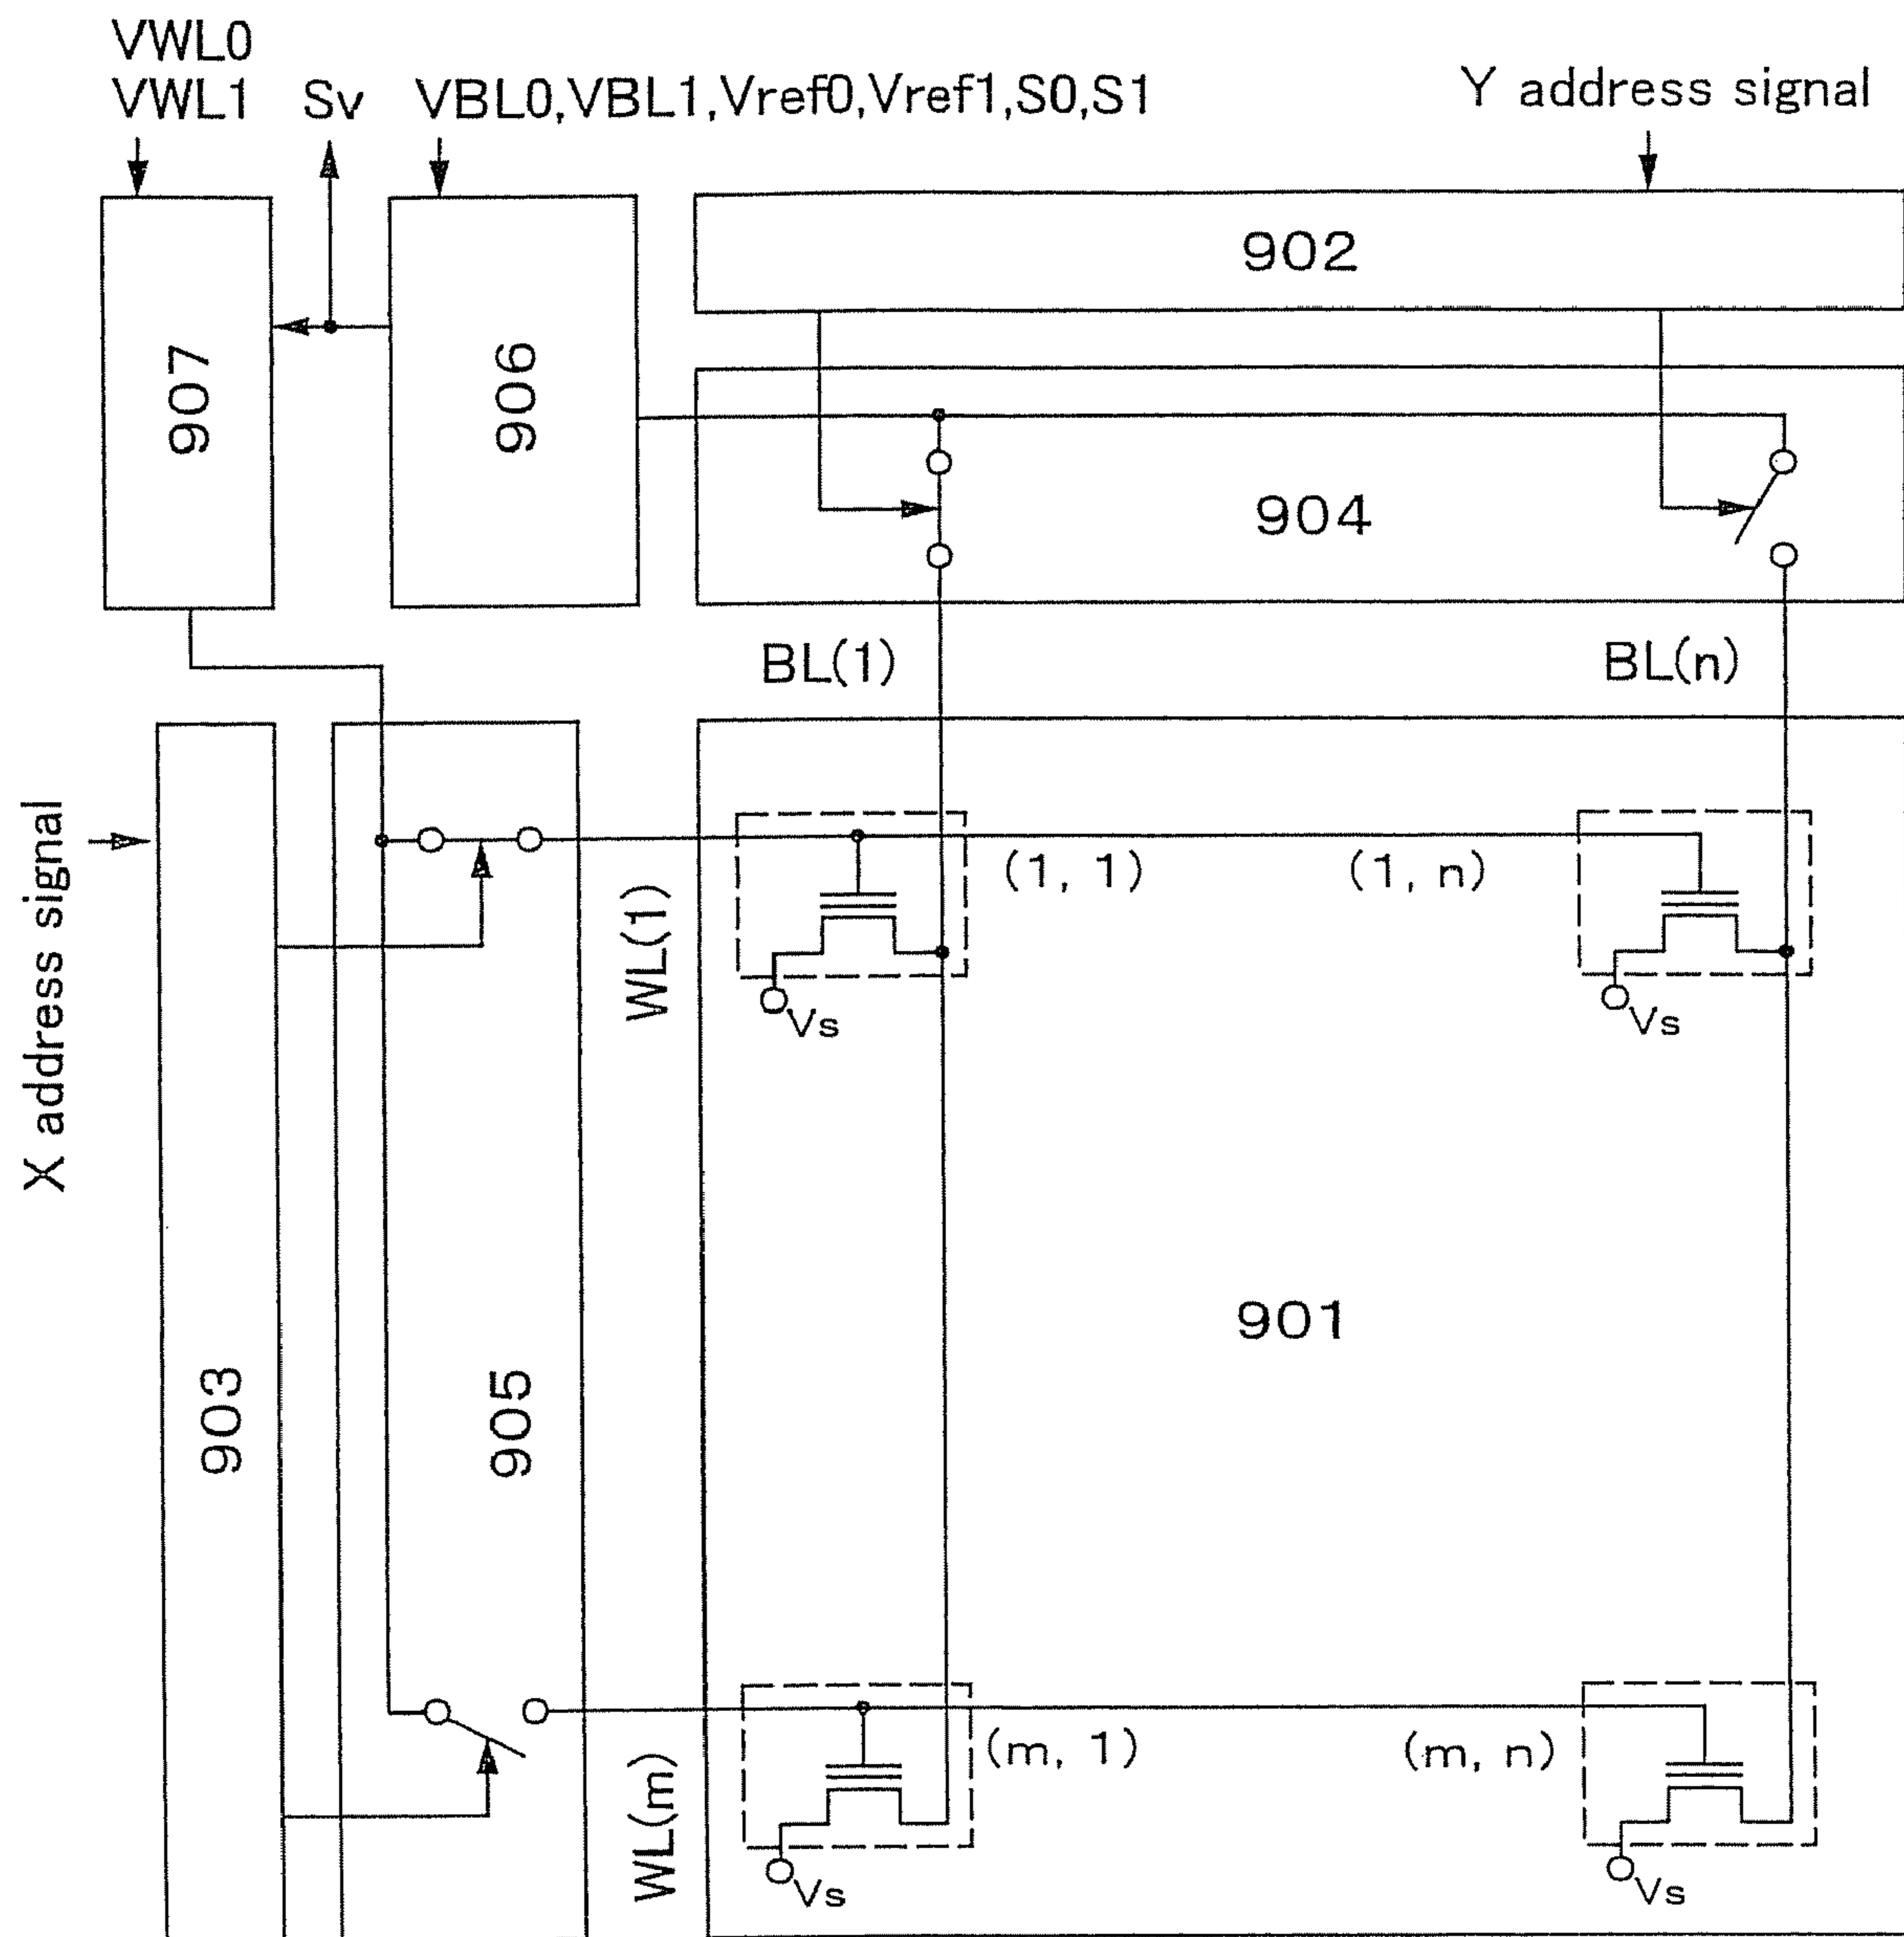 VWL0
VWL1
Sv
VBL0,VBL1,Vref0,Vref1,S0,S1
Y address signal
902
907
906
904
BL(1)
BL(n)
X address signal
WL(1)
(1, 1)
(1, n)
Vs
Vs
901
903
905
WL(m)
(m, 1)
(m, n)
Vs
Vs